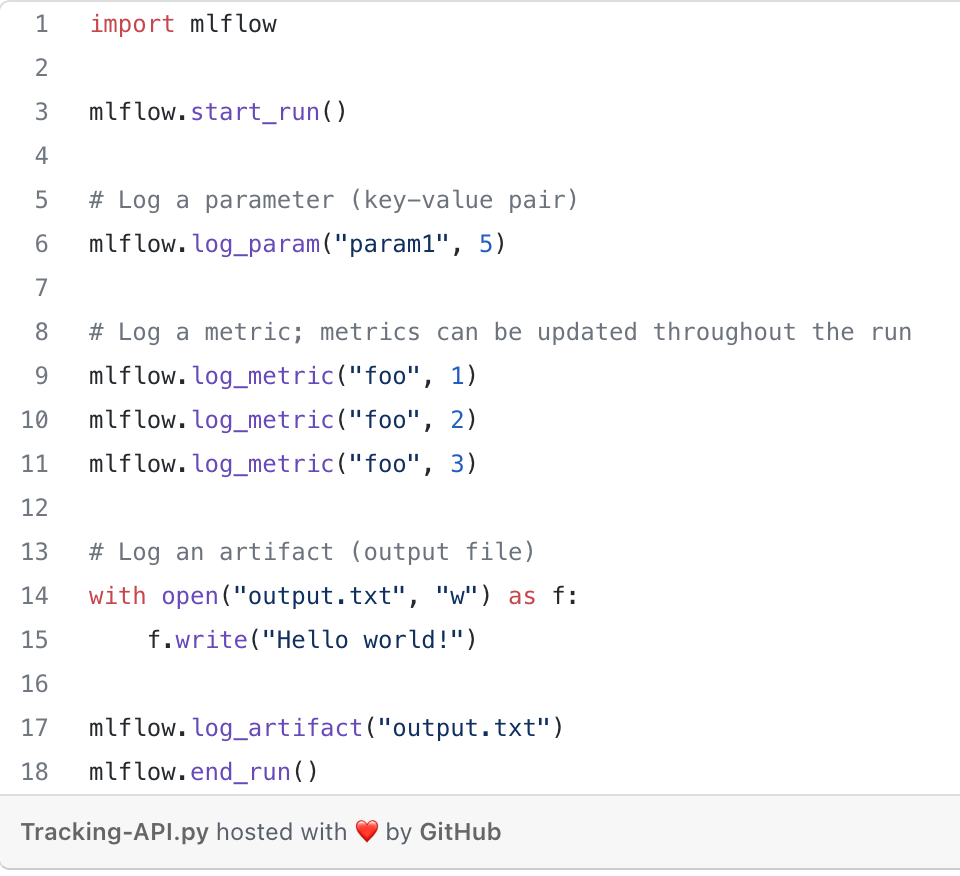 1 import mlflow
2
3 mlflow.start_run()
4
5 # Log a parameter (key-value pair)
6 mlflow.log_param("param1", 5)
7
8 # Log a metric; metrics can be updated throughout the run
9 mlflow.log_metric("foo", 1)
10 mlflow.log_metric("foo", 2)
11 mlflow.log_metric("foo", 3)
12
13 # Log an artifact (output file)
14 with open("output.txt", "w") as f:
15     f.write("Hello world!")
16
17 mlflow.log_artifact("output.txt")
18 mlflow.end_run()
Tracking-API.py hosted with ❤ by GitHub